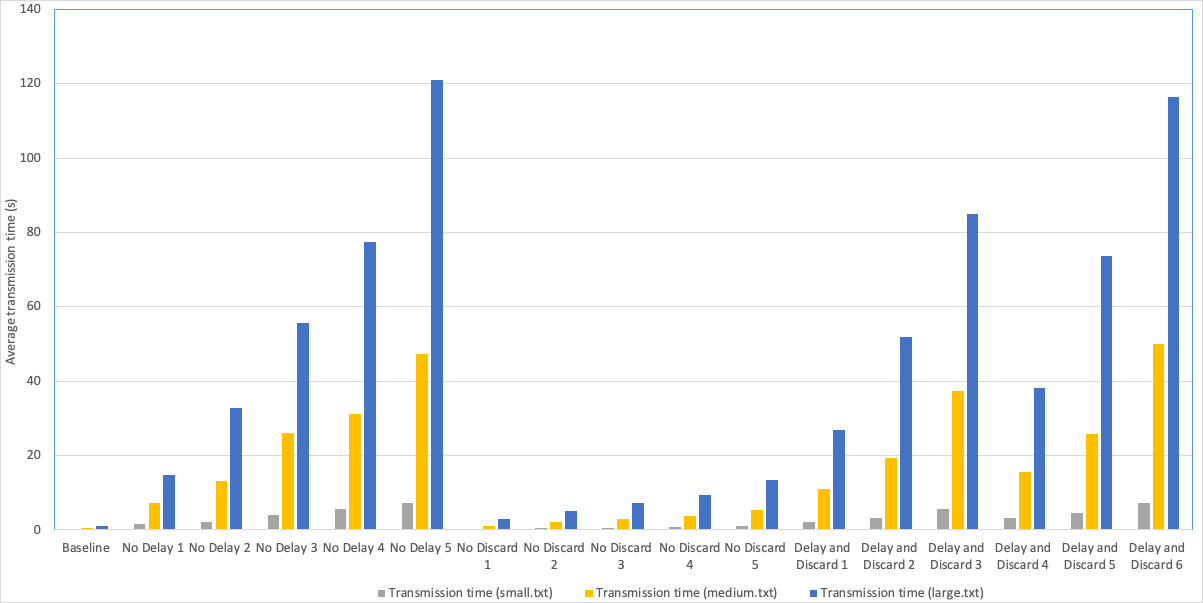 140
120
100
80
60
40
20
0
Average transmission time (s)
Baseline
No Delay 1
No Delay 2
No Delay 3
No Delay 4
No Delay 5
No Discard
1
No Discard
2
No Discard
3
No Discard
4
No Discard
5
Delay and
Discard 1
Delay and
Discard 2
Delay and
Discard 3
Delay and
Discard 4
Delay and
Discard 5
Delay and
Discard 6
Transmission time (small.txt)
Transmission time (medium.txt)
Transmission time (large.txt)